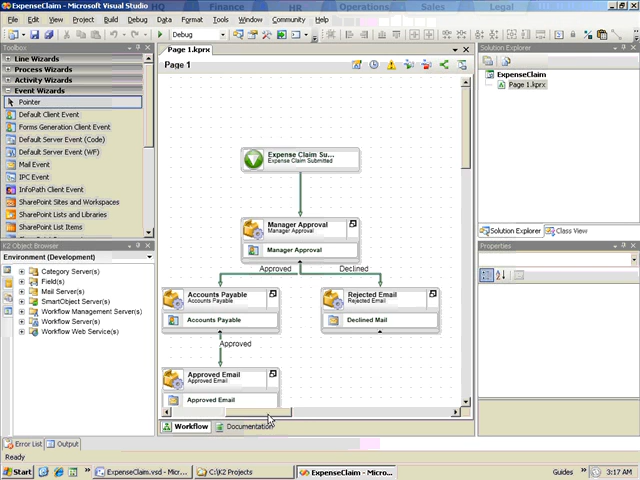 ExpenseClaim - Microsoft Visual Studio
HQ Finance HR Operations Sales
File Edit View Project Build Debug Data Format Tools Window Community Help
Debug
Toolbox
Line Wizards
Process Wizards
Activity Wizards
Event Wizards
Pointer
Default Client Event
Forms Generation Client Event
Default Server Event (Code)
Default Server Event (WF)
Mail Event
IPC Event
InfoPath Client Event
SharePoint Sites and Workspaces
SharePoint Lists and Libraries
K2 Object Browser
Environment (Development)
Category Server(s)
Field(s)
Mail Server(s)
SmartObject Server(s)
Workflow Management Server(s)
Workflow Server(s)
Workflow Web Service(s)
Page 1.kprx
Page 1
Expense Claim Su...
Expense Claim Submitted
Manager Approval
Manager Approval
Manager Approval
Approved
Declined
Accounts Payable
Accounts Payable
Accounts Payable
Rejected Email
Rejected Email
Declined Mail
Approved
Approved Email
Approved Email
Approved Email
Workflow
Documentation
Solution Explorer
ExpenseClaim
Page 1.kprx
Solution Explorer
Class View
Properties
Error List
Output
Ready
Start
ExpenseClaim.vsd - Micr...
C:\K2 Projects
ExpenseClaim - Micro...
Guides
»
3:17 AM